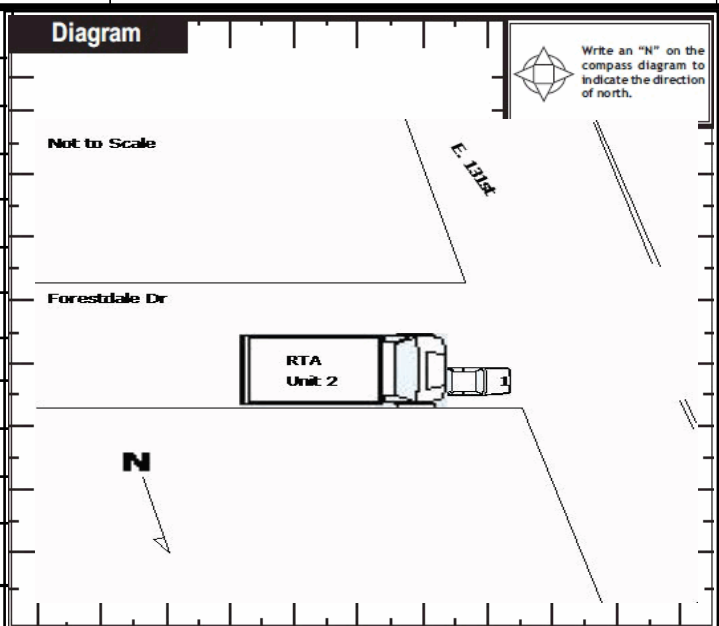 Diagram
Write an “N” on the
compass diagram to
indicate the direction
of north.
Not to Scale
E. 131st
Forestdale Dr
RTA
Unit 2
1
N